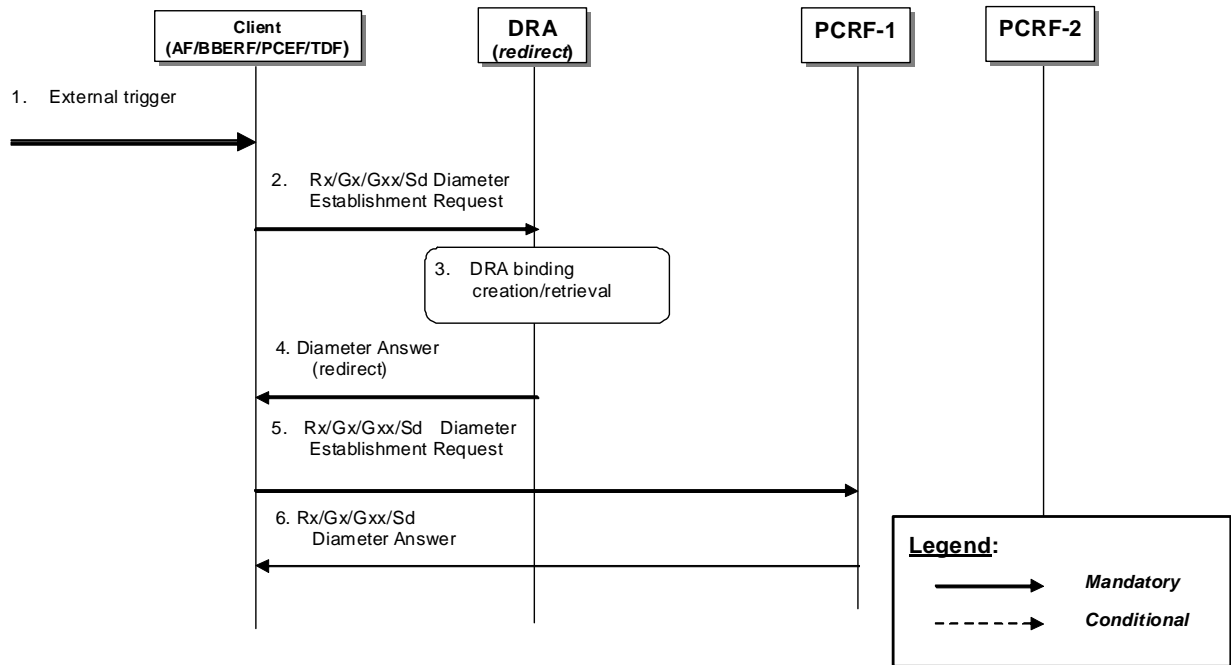 Client
(AF/BBERF/PCEF/TDF)
DRA
(redirect)
PCRF-1
PCRF-2
1. External trigger
2. Rx/Gx/Gxx/Sd Diameter
Establishment Request
3. DRA binding
creation/retrieval
4. Diameter Answer
(redirect)
5. Rx/Gx/Gxx/Sd Diameter
Establishment Request
6. Rx/Gx/Gxx/Sd
Diameter Answer
Legend:
Mandatory
Conditional